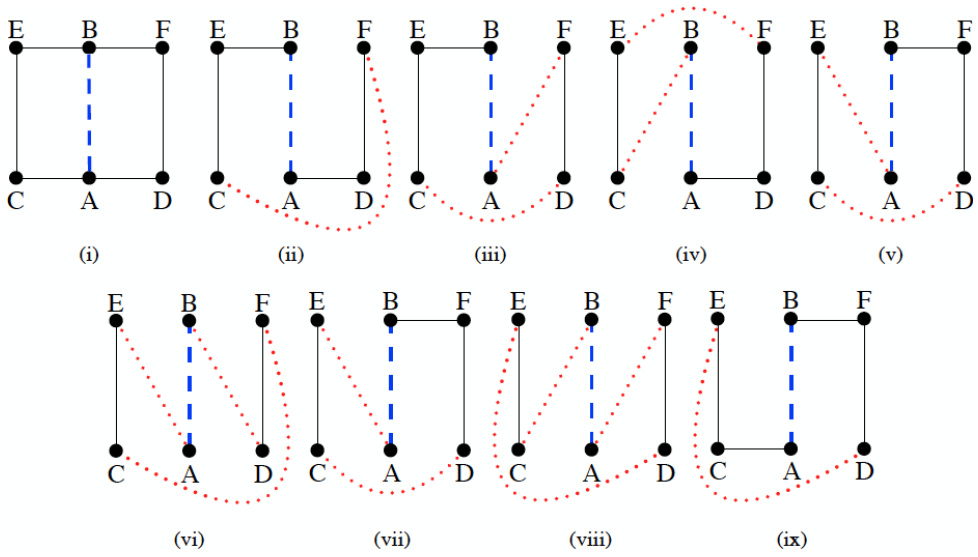 E B F E B F E B F E B F E B F
C A D C A D C A D C A D C A D
(i) (ii) (iii) (iv) (v)
E B F E B F E B F E B F
C A D C A D C A D C A D
(vi) (vii) (viii) (ix)